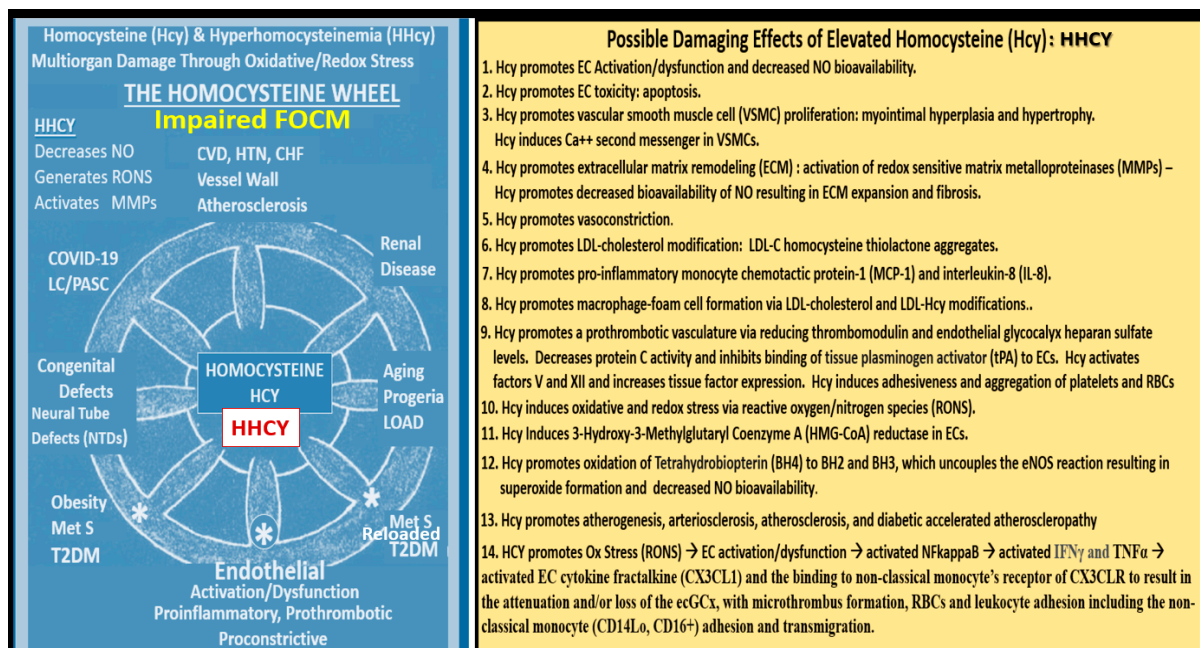 Homocysteine (Hcy) & Hyperhomocysteinemia (HHcy)
Multiorgan Damage Through Oxidative/Redox Stress
THE HOMOCYSTEINE WHEEL
Impaired FOCM
HHCY
Decreases NO
Generates RONS
Activates MMPs
CVD, HTN, CHF
Vessel Wall
Atherosclerosis
COVID-19
LC/PASC
Renal
Disease
Congenital
Defects
Neural Tube
Defects (NTDs)
HOMOCYSTEINE
HCY
HHCY
Aging
Progeria
LOAD
Obesity
Met S
T2DM
*
*
*
Met S
Reloaded
T2DM
Endothelial
Activation/Dysfunction
Proinflammatory, Prothrombotic
Proconstrictive
Possible Damaging Effects of Elevated Homocysteine (Hcy) : HHCY
1. Hcy promotes EC Activation/dysfunction and decreased NO bioavailability.
2. Hcy promotes EC toxicity: apoptosis.
3. Hcy promotes vascular smooth muscle cell (VSMC) proliferation: myointimal hyperplasia and hypertrophy.
Hcy induces Ca++ second messenger in VSMCs.
4. Hcy promotes extracellular matrix remodeling (ECM) : activation of redox sensitive matrix metalloproteinases (MMPs) –
Hcy promotes decreased bioavailability of NO resulting in ECM expansion and fibrosis.
5. Hcy promotes vasoconstriction.
6. Hcy promotes LDL-cholesterol modification: LDL-C homocysteine thiolactone aggregates.
7. Hcy promotes pro-inflammatory monocyte chemotactic protein-1 (MCP-1) and interleukin-8 (IL-8).
8. Hcy promotes macrophage-foam cell formation via LDL-cholesterol and LDL-Hcy modifications..
9. Hcy promotes a prothrombotic vasculature via reducing thrombomodulin and endothelial glycocalyx heparan sulfate
levels. Decreases protein C activity and inhibits binding of tissue plasminogen activator (tPA) to ECs. Hcy activates
factors V and XII and increases tissue factor expression. Hcy induces adhesiveness and aggregation of platelets and RBCs
10. Hcy induces oxidative and redox stress via reactive oxygen/nitrogen species (RONS).
11. Hcy Induces 3-Hydroxy-3-Methylglutaryl Coenzyme A (HMG-CoA) reductase in ECs.
12. Hcy promotes oxidation of Tetrahydrobiopterin (BH4) to BH2 and BH3, which uncouples the eNOS reaction resulting in
superoxide formation and decreased NO bioavailability.
13. Hcy promotes atherogenesis, arteriosclerosis, atherosclerosis, and diabetic accelerated atheroscleropathy
14. HCY promotes Ox Stress (RONS) → EC activation/dysfunction → activated NFkappaB → activated IFNγ and TNFα →
activated EC cytokine fractalkine (CX3CL1) and the binding to non-classical monocyte's receptor of CX3CLR to result in
the attenuation and/or loss of the ecGCx, with microthrombus formation, RBCs and leukocyte adhesion including the non-
classical monocyte (CD14Lo, CD16+) adhesion and transmigration.